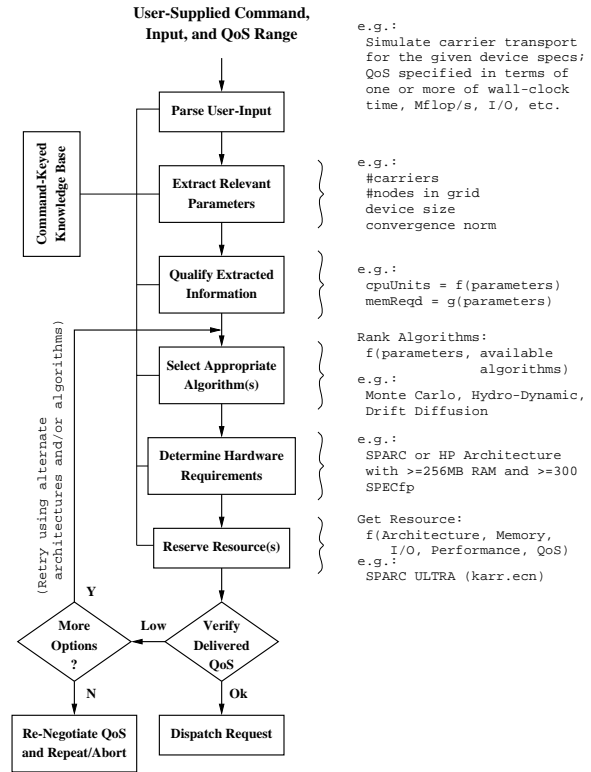 User-Supplied Command,
Input, and QoS Range
e.g.:
Simulate carrier transport
for the given device specs;
QoS specified in terms of
one or more of wall-clock
time, Mflop/s, I/O, etc.
Parse User-Input
Command-Keyed
Knowledge Base
Extract Relevant
Parameters
e.g.:
#carriers
#nodes in grid
device size
convergence norm
Qualify Extracted
Information
e.g.:
cpuUnits = f(parameters)
memReqd = g(parameters)
(Retry using alternate
architectures and/or algorithms)
Select Appropriate
Algorithm(s)
Rank Algorithms:
f(parameters, available
algorithms)
e.g.:
Monte Carlo, Hydro-Dynamic,
Drift Diffusion
Determine Hardware
Requirements
e.g.:
SPARC or HP Architecture
with >=256MB RAM and >=300
SPECfp
Reserve Resource(s)
Get Resource:
f(Architecture, Memory,
I/O, Performance, QoS)
e.g.:
SPARC ULTRA (karr.ecn)
Y
More
Options
?
Low
Verify
Delivered
QoS
N
Ok
Re-Negotiate QoS
and Repeat/Abort
Dispatch Request